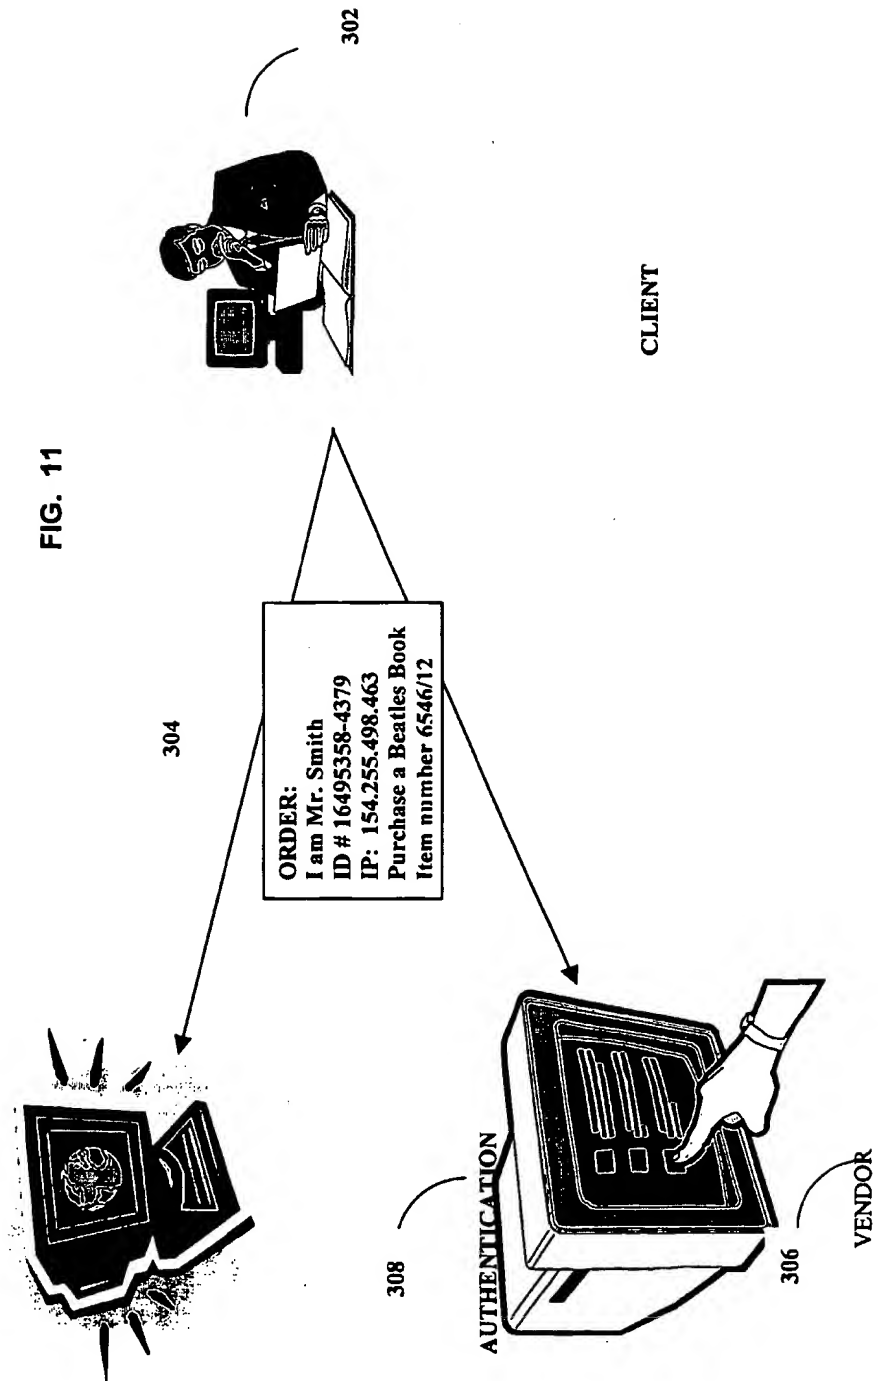 FIG. 11
302
304
ORDER:
I am Mr. Smith
ID # 16495358-4379
IP: 154.255.498.463
Purchase a Beatles Book
Item number 6546/12
CLIENT
308
AUTHENTICATION
306
VENDOR